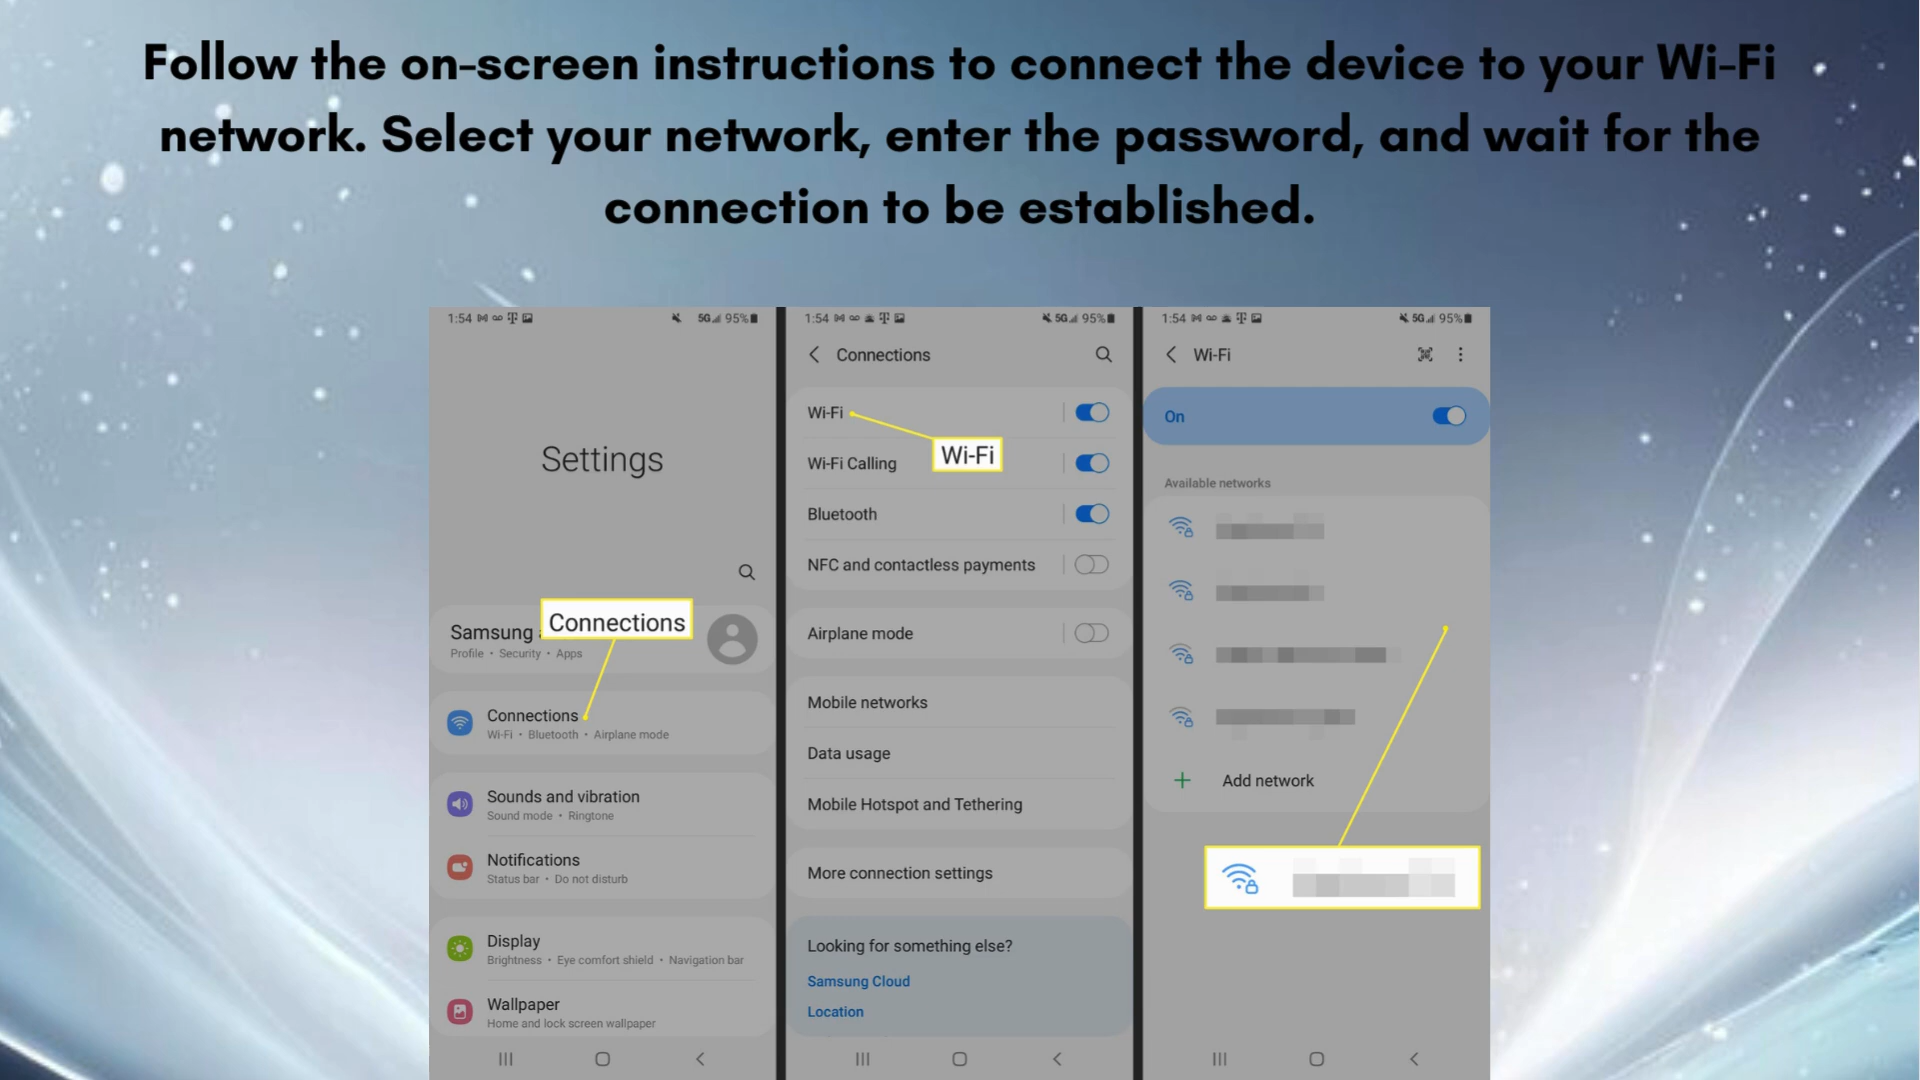 Follow the on-screen instructions to connect the device to your Wi-Fi
network. Select your network, enter the password, and wait for the
connection to be established.
1:54
5G 95%
Settings
Samsung
Connections
Profile • Security • Apps
Connections
Wi-Fi • Bluetooth • Airplane mode
Sounds and vibration
Sound mode • Ringtone
Notifications
Status bar • Do not disturb
Display
Brightness • Eye comfort shield • Navigation bar
Wallpaper
Home and lock screen wallpaper
1:54
5G 95%
Connections
Wi-Fi
Wi-Fi
Wi-Fi Calling
Bluetooth
NFC and contactless payments
Airplane mode
Mobile networks
Data usage
Mobile Hotspot and Tethering
More connection settings
Looking for something else?
Samsung Cloud
Location
1:54
5G 95%
Wi-Fi
On
Available networks
Add network